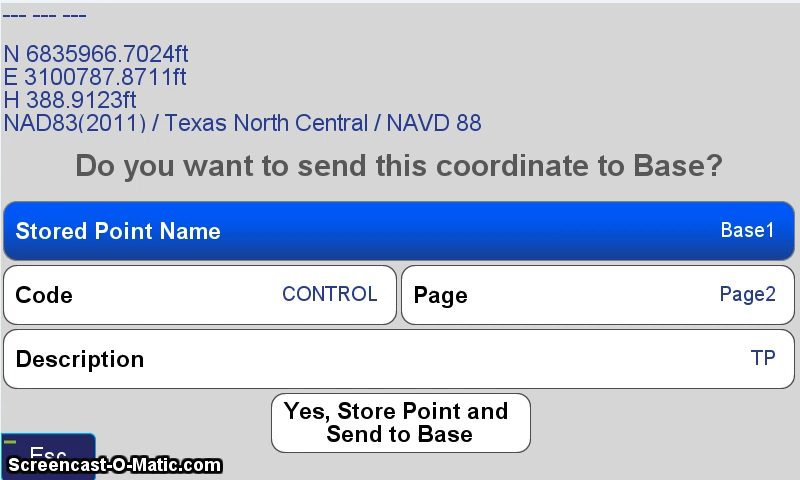 --- --- ---
N 6835966.7024ft
E 3100787.8711ft
H 388.9123ft
NAD83(2011) / Texas North Central / NAVD 88
Do you want to send this coordinate to Base?
Stored Point Name Base1
Code CONTROL Page Page2
Description TP
Yes, Store Point and
Send to Base
Esc
Screencast-O-Matic.com